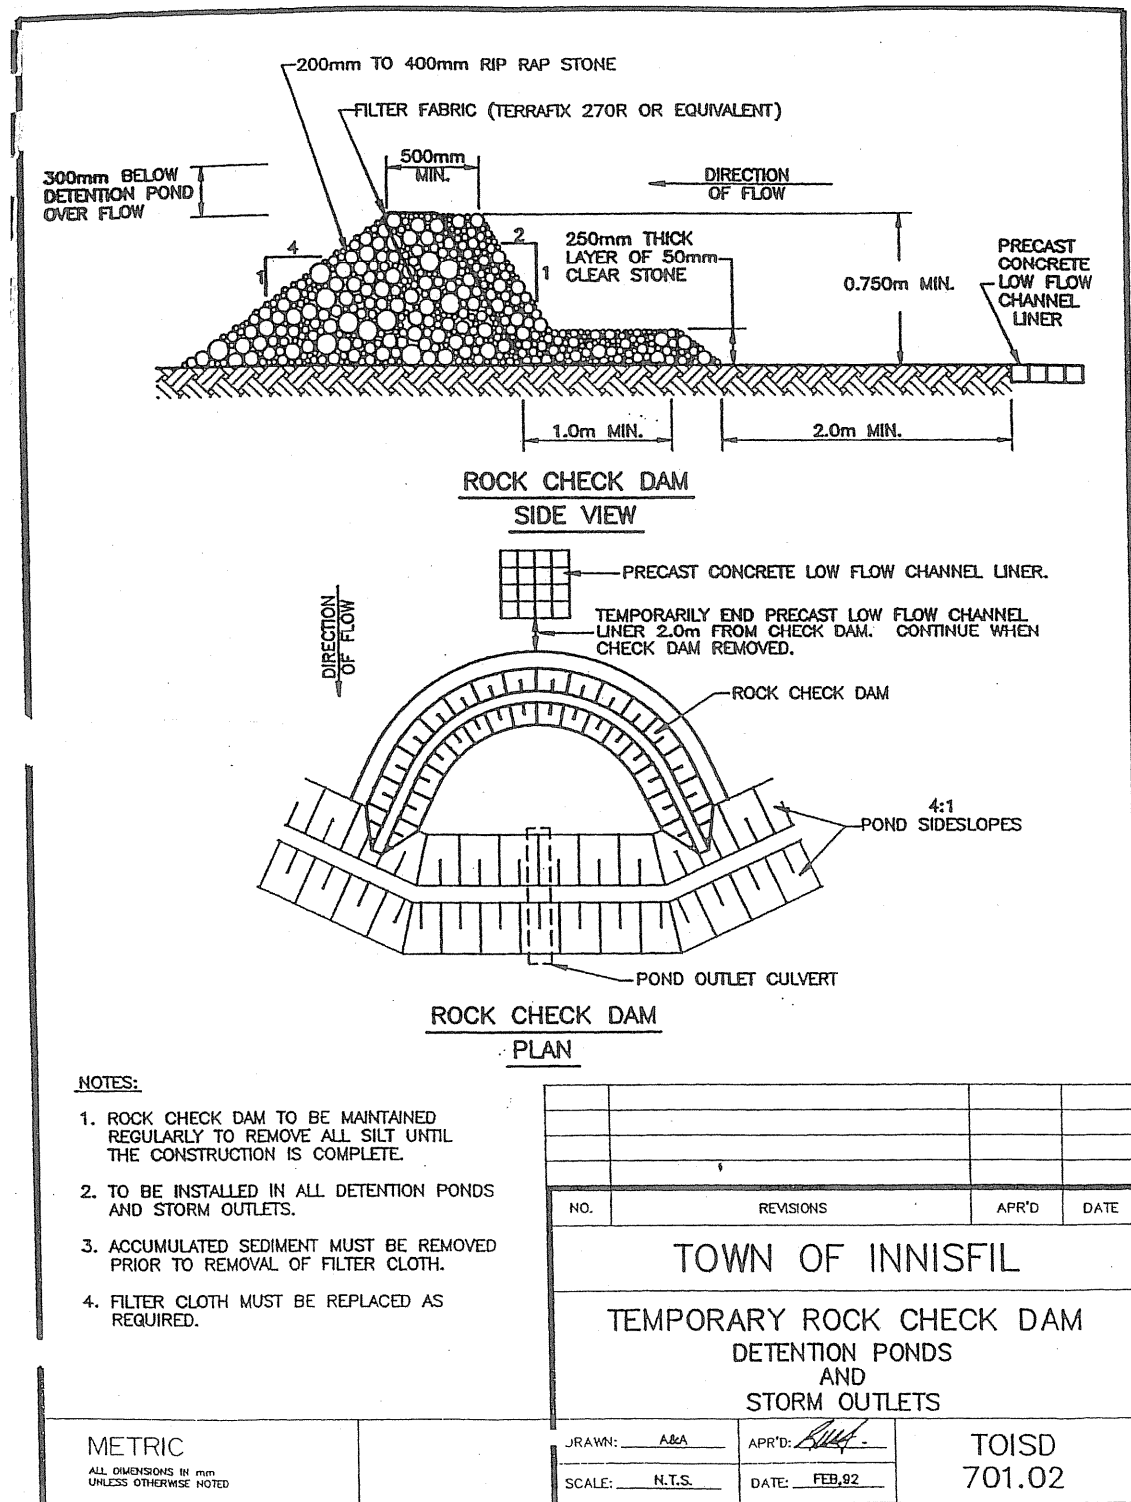 200mm TO 400mm RIP RAP STONE
FILTER FABRIC (TERRAFIX 270R OR EQUIVALENT)
500mm
MIN.
300mm BELOW
DETENTION POND
OVER FLOW
DIRECTION
OF FLOW
4
1
2
1
250mm THICK
LAYER OF 50mm
CLEAR STONE
0.750m MIN.
PRECAST
CONCRETE
LOW FLOW
CHANNEL
LINER
1.0m MIN.
2.0m MIN.
ROCK CHECK DAM
SIDE VIEW
PRECAST CONCRETE LOW FLOW CHANNEL LINER.
TEMPORARILY END PRECAST LOW FLOW CHANNEL
LINER 2.0m FROM CHECK DAM. CONTINUE WHEN
CHECK DAM REMOVED.
DIRECTION
OF FLOW
ROCK CHECK DAM
4:1
POND SIDESLOPES
POND OUTLET CULVERT
ROCK CHECK DAM
PLAN
NOTES:
1. ROCK CHECK DAM TO BE MAINTAINED
REGULARLY TO REMOVE ALL SILT UNTIL
THE CONSTRUCTION IS COMPLETE.
2. TO BE INSTALLED IN ALL DETENTION PONDS
AND STORM OUTLETS.
3. ACCUMULATED SEDIMENT MUST BE REMOVED
PRIOR TO REMOVAL OF FILTER CLOTH.
4. FILTER CLOTH MUST BE REPLACED AS
REQUIRED.
NO. REVISIONS APR'D DATE
TOWN OF INNISFIL
TEMPORARY ROCK CHECK DAM
DETENTION PONDS
AND
STORM OUTLETS
METRIC
ALL DIMENSIONS IN mm
UNLESS OTHERWISE NOTED
DRAWN: A&A
APR'D:
SCALE: N.T.S.
DATE: FEB,92
TOISD
701.02